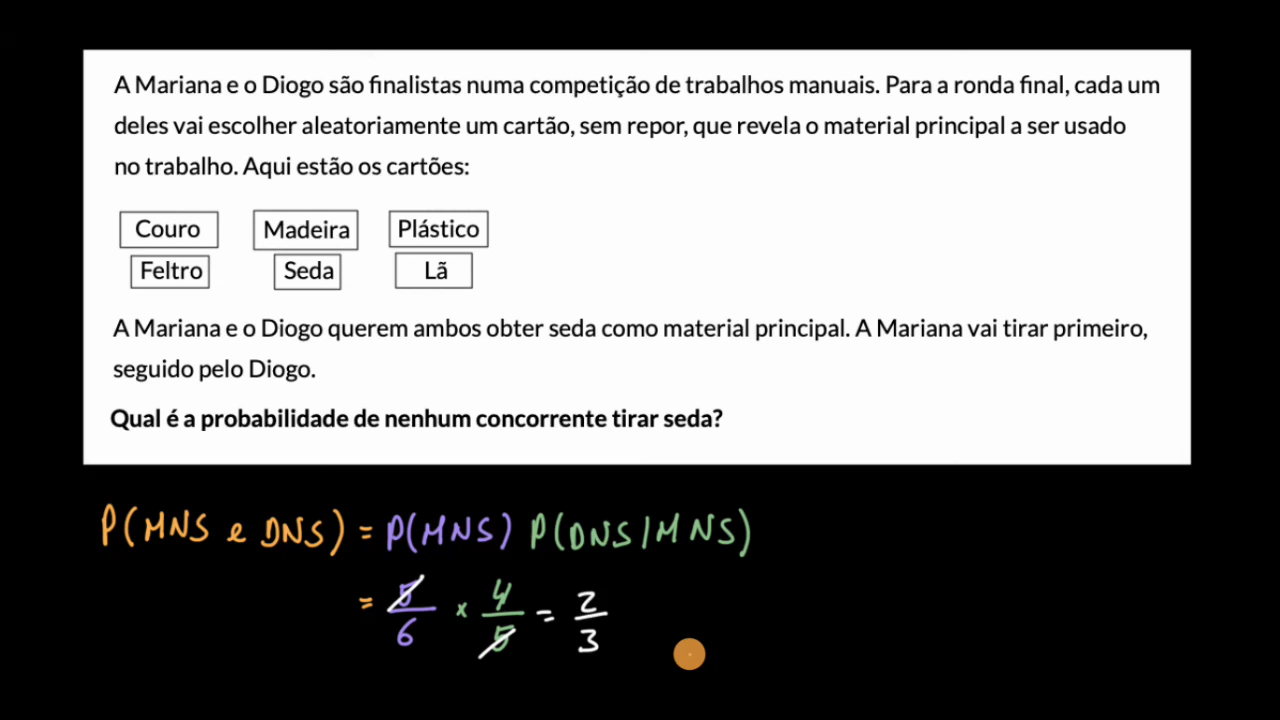 A Mariana e o Diogo são finalistas numa competição de trabalhos manuais. Para a ronda final, cada um
deles vai escolher aleatoriamente um cartão, sem repor, que revela o material principal a ser usado
no trabalho. Aqui estão os cartões:
Couro Madeira Plástico
Feltro Seda Lã
A Mariana e o Diogo querem ambos obter seda como material principal. A Mariana vai tirar primeiro,
seguido pelo Diogo.
Qual é a probabilidade de nenhum concorrente tirar seda?
P(MNS e DNS) = P(MNS) P(DNS|MNS)
= 5/6 × 4/5 = 2/3